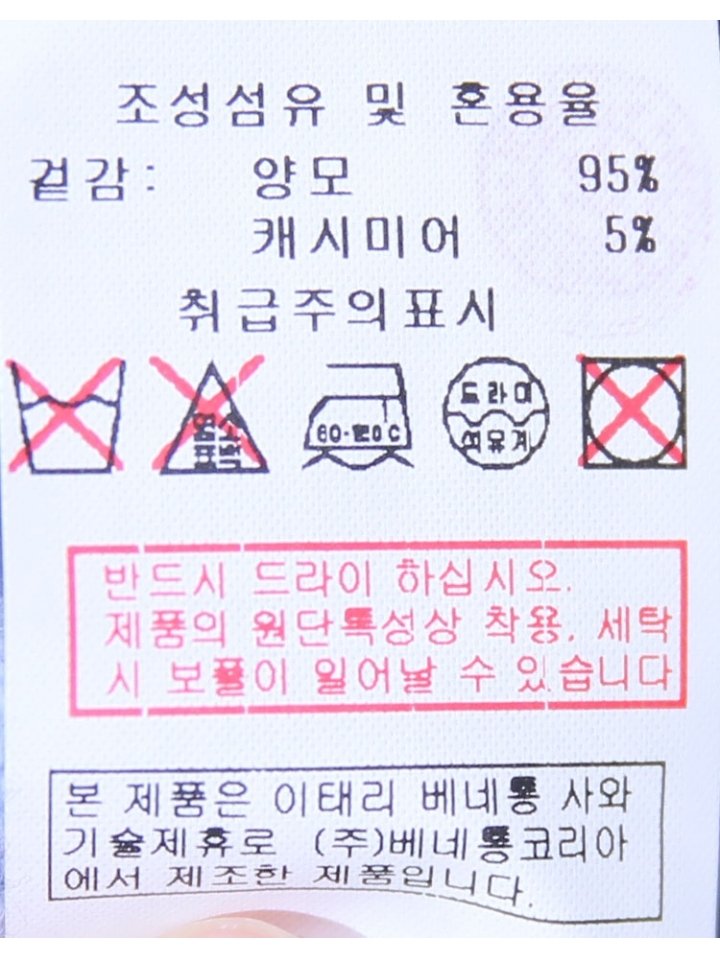 조성섬유 및 혼용율
겉감: 양모 95%
캐시미어 5%
취급주의표시
드라이
석유계
반드시 드라이 하십시오.
제품의 원단특성상 착용, 세탁
시 보풀이 일어날 수 있습니다
본 제품은 이태리 베네통 사와
기술제휴로 (주)베네통코리아
에서 제조한 제품입니다.